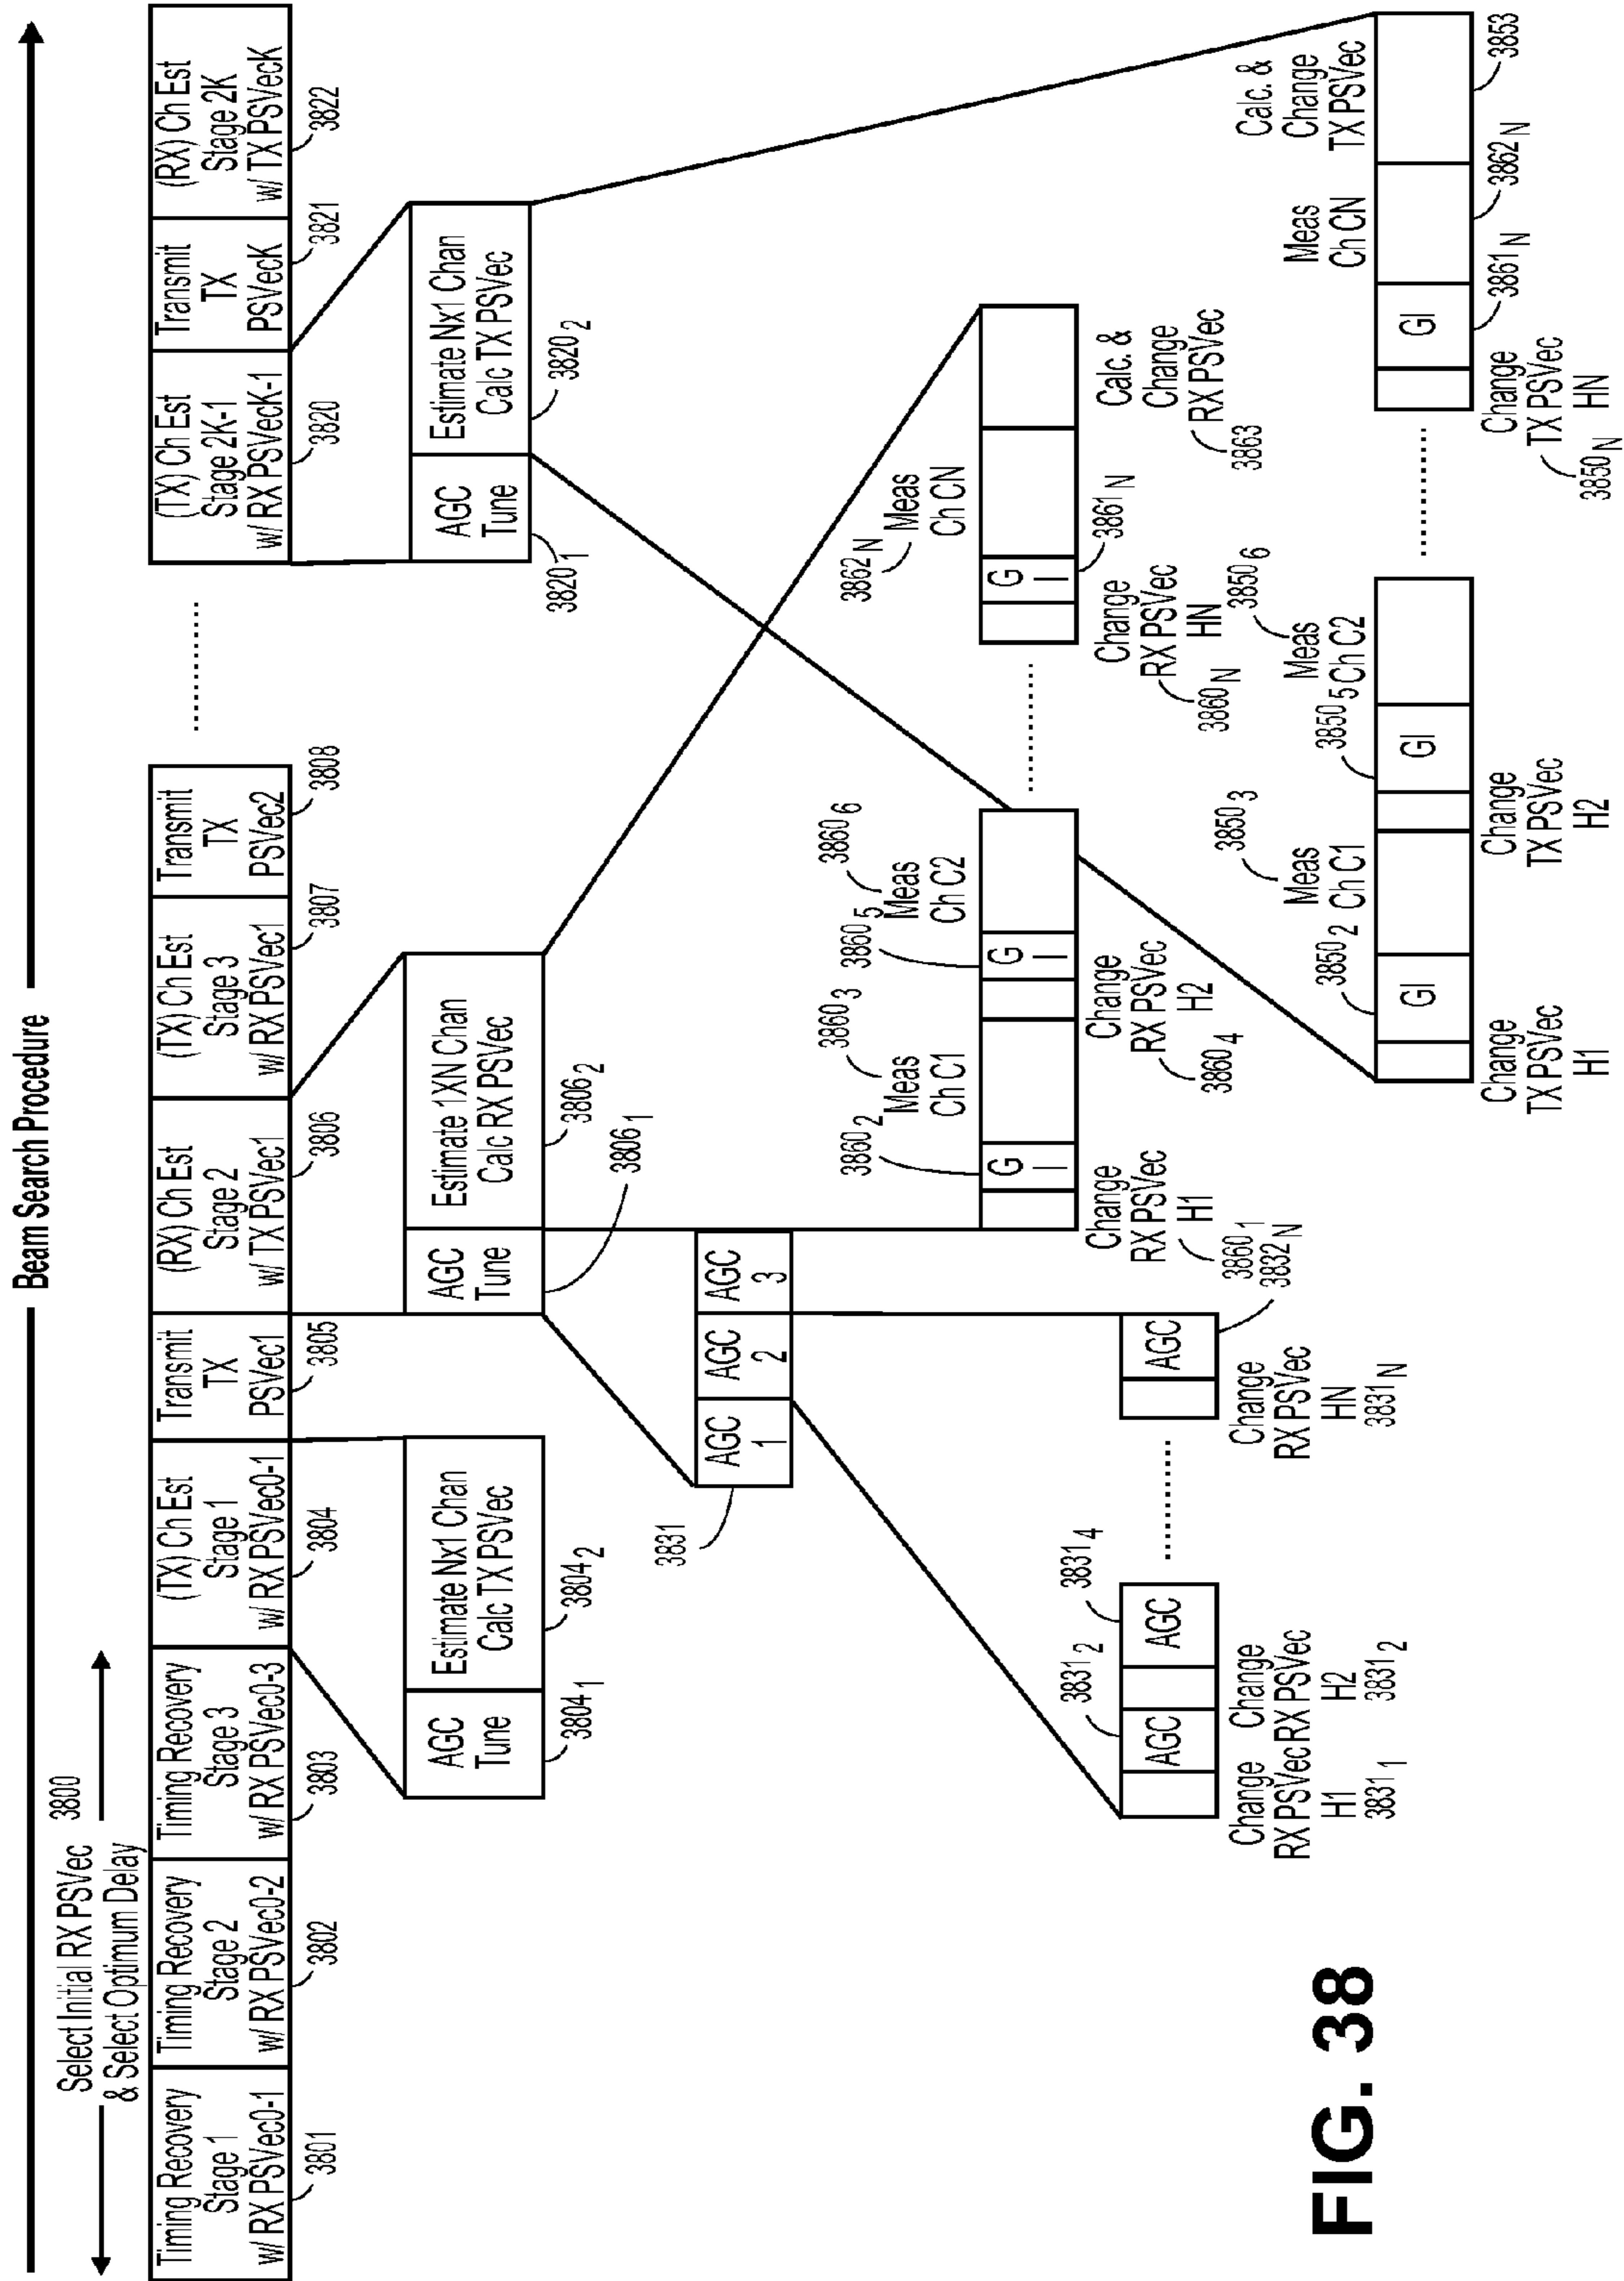 Beam Search Procedure
Select Initial RX PSVec
& Select Optimum Delay
3800
Timing Recovery
Stage 1
w/ RX PSVec0-1
3801
Timing Recovery
Stage 2
w/ RX PSVec0-2
3802
Timing Recovery
Stage 3
w/ RX PSVec0-3
3803
(TX) Ch Est
Stage 1
w/ RX PSVec0-1
3804
Transmit
TX
PSVec1
3805
(RX) Ch Est
Stage 2
w/ TX PSVec1
3806
(TX) Ch Est
Stage 3
w/ RX PSVec1
3807
Transmit
TX
PSVec2
3808
(TX) Ch Est
Stage 2K-1
w/ RX PSVecK-1
3820
Transmit
TX
PSVecK
3821
(RX) Ch Est
Stage 2K
w/ TX PSVecK
3822
AGC
Tune
3804 1
Estimate Nx1 Chan
Calc TX PSVec
3804 2
AGC
Tune
3806 1
Estimate 1XN Chan
Calc RX PSVec
3806 2
AGC
Tune
3820 1
Estimate Nx1 Chan
Calc TX PSVec
3820 2
3831
AGC
1
AGC
2
AGC
3
3860 2
Meas
Ch C1
3860 3
3860 5
Meas
Ch C2
3860 6
3862 N
Meas
Ch CN
G
I
G
I
G
I
3861 N
Change
RX PSVec
H1
3860 1
Change
RX PSVec
H2
3860 4
Change
RX PSVec
HN
3860 N
Calc. &
Change
RX PSVec
3863
3831 2
3831 4
AGC
AGC
AGC
3832 N
Change
RX PSVec
H1
3831 1
Change
RX PSVec
H2
3831 2
Change
RX PSVec
HN
3831 N
3850 2
Meas
Ch C1
3850 3
3850 5
Meas
Ch C2
3850 6
Meas
Ch CN
Calc. &
Change
TX PSVec
GI
GI
GI
3861 N
3862 N
3853
Change
TX PSVec
H1
Change
TX PSVec
H2
Change
TX PSVec
HN
3850 N
FIG. 38